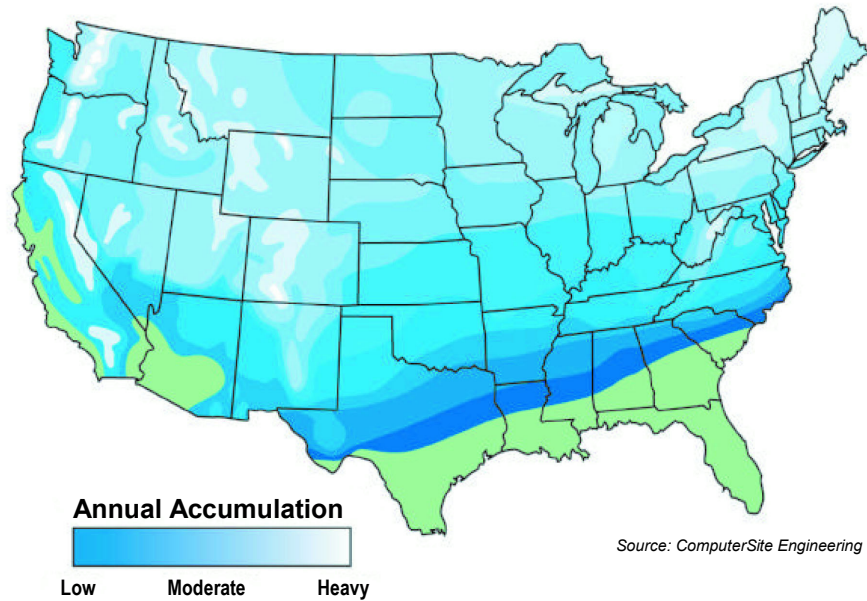 Annual Accumulation
Low Moderate Heavy
Source: ComputerSite Engineering